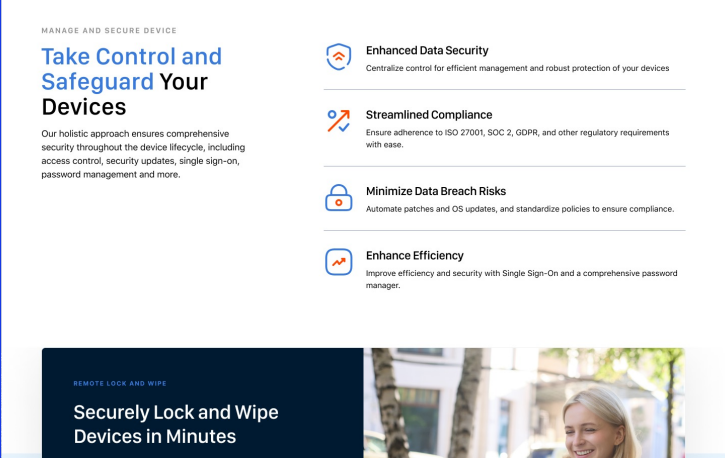 MANAGE AND SECURE DEVICE
Take Control and
Safeguard Your
Devices
Our holistic approach ensures comprehensive
security throughout the device lifecycle, including
access control, security updates, single sign-on,
password management and more.
Enhanced Data Security
Centralize control for efficient management and robust protection of your devices
Streamlined Compliance
Ensure adherence to ISO 27001, SOC 2, GDPR, and other regulatory requirements
with ease.
Minimize Data Breach Risks
Automate patches and OS updates, and standardize policies to ensure compliance.
Enhance Efficiency
Improve efficiency and security with Single Sign-On and a comprehensive password
manager.
REMOTE LOCK AND WIPE
Securely Lock and Wipe
Devices in Minutes